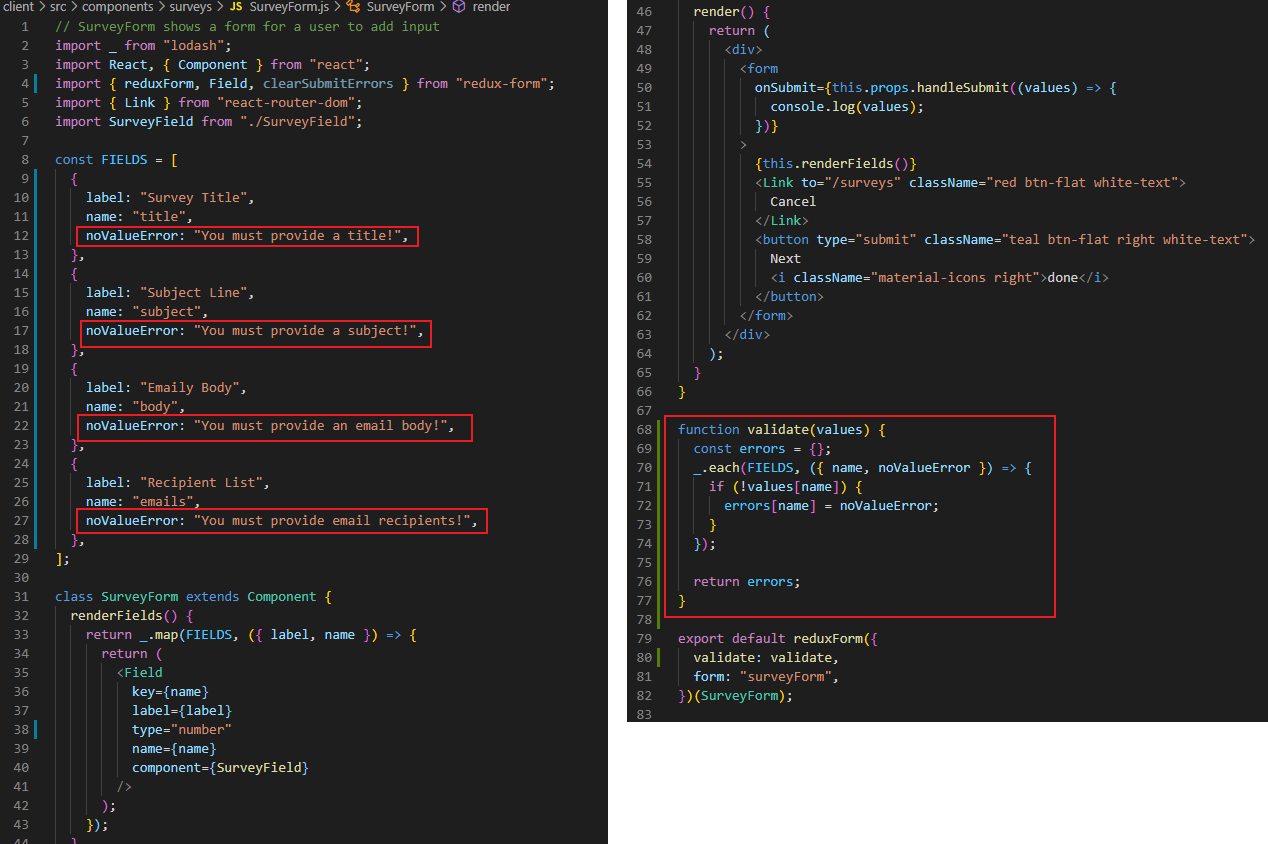 client > src > components > surveys > JS SurveyForm.js > SurveyForm > render
1 // SurveyForm shows a form for a user to add input
2 import _ from "lodash";
3 import React, { Component } from "react";
4 import { reduxForm, Field, clearSubmitErrors } from "redux-form";
5 import { Link } from "react-router-dom";
6 import SurveyField from "./SurveyField";
7
8 const FIELDS = [
9 {
10 label: "Survey Title",
11 name: "title",
12 noValueError: "You must provide a title!",
13 },
14 {
15 label: "Subject Line",
16 name: "subject",
17 noValueError: "You must provide a subject!",
18 },
19 {
20 label: "Emaily Body",
21 name: "body",
22 noValueError: "You must provide an email body!",
23 },
24 {
25 label: "Recipient List",
26 name: "emails",
27 noValueError: "You must provide email recipients!",
28 },
29 ];
30
31 class SurveyForm extends Component {
32 renderFields() {
33 return _.map(FIELDS, ({ label, name }) => {
34 return (
35 <Field
36 key={name}
37 label={label}
38 type="number"
39 name={name}
40 component={SurveyField}
41 />
42 );
43 });
44 }
46 render() {
47 return (
48 <div>
49 <form
50 onSubmit={this.props.handleSubmit((values) => {
51 console.log(values);
52 })}
53 >
54 {this.renderFields()}
55 <Link to="/surveys" className="red btn-flat white-text">
56 Cancel
57 </Link>
58 <button type="submit" className="teal btn-flat right white-text">
59 Next
60 <i className="material-icons right">done</i>
61 </button>
62 </form>
63 </div>
64 );
65 }
66 }
67
68 function validate(values) {
69 const errors = {};
70 _.each(FIELDS, ({ name, noValueError }) => {
71 if (!values[name]) {
72 errors[name] = noValueError;
73 }
74 });
75
76 return errors;
77 }
78
79 export default reduxForm({
80 validate: validate,
81 form: "surveyForm",
82 })(SurveyForm);
83